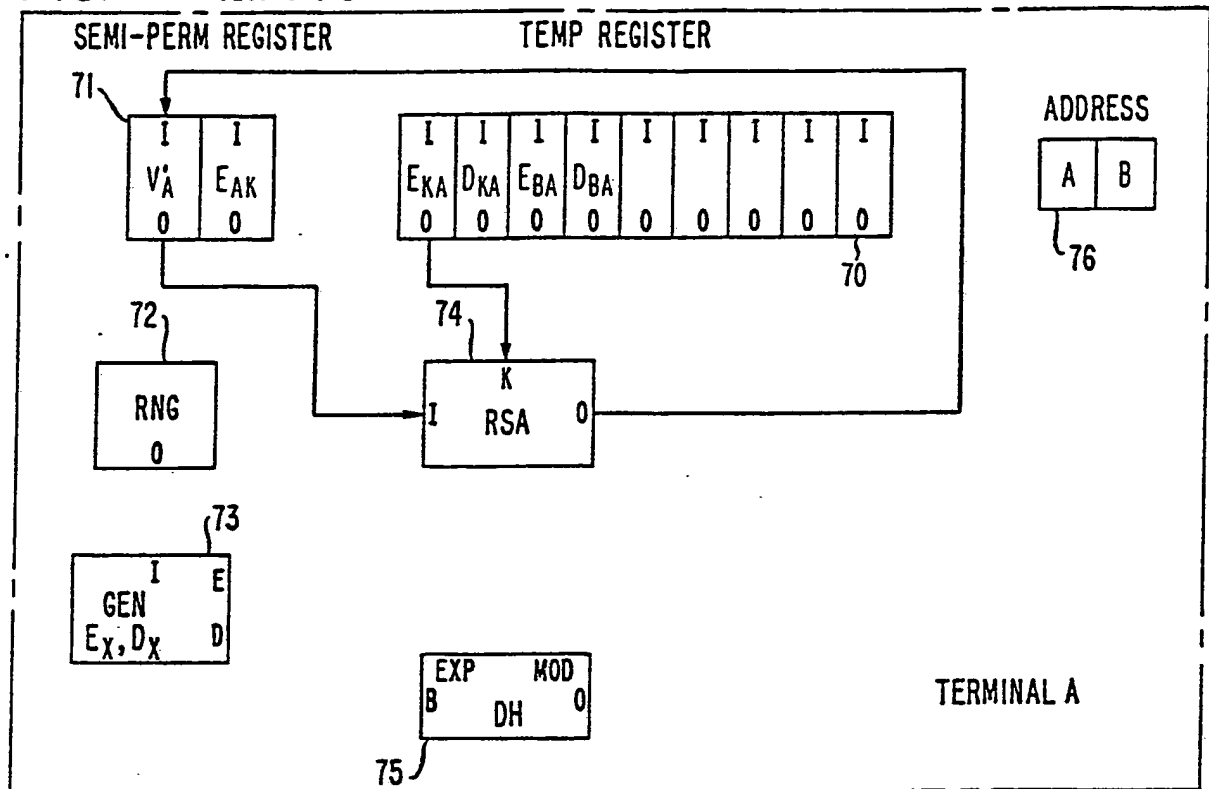 SEMI-PERM REGISTER
TEMP REGISTER
71
I I
V'A EAK
0 0
I I 1 I I I I I I
EKA DKA EBA DBA
0 0 0 0 0 0 0 0 0
70
ADDRESS
A B
76
72
RNG
0
74
K
I RSA 0
73
I E
GEN
EX, DX D
EXP MOD
B DH 0
75
TERMINAL A